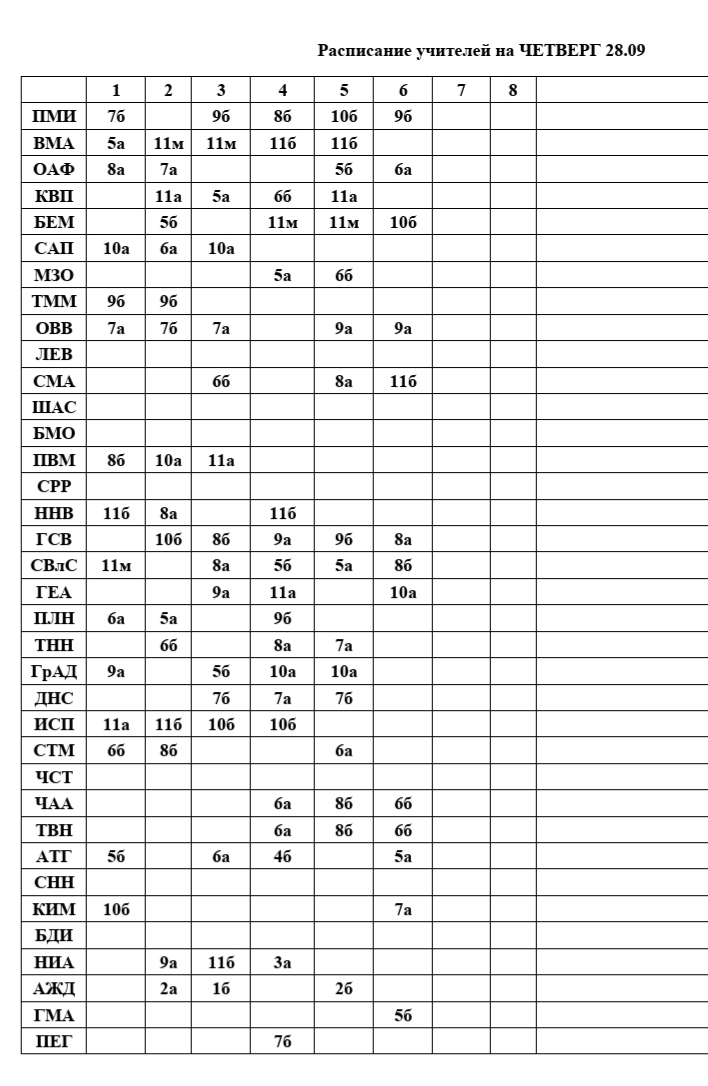 Расписание учителей на ЧЕТВЕРГ 28.09
1 2 3 4 5 6 7 8
ПМИ 7б 9б 8б 10б 9б
ВМА 5а 11м 11м 11б 11б
ОАФ 8а 7а 5б 6а
КВП 11а 5а 6б 11а
БЕМ 5б 11м 11м 10б
САП 10а 6а 10а
МЗО 5а 6б
ТММ 9б 9б
ОВВ 7а 7б 7а 9а 9а
ЛЕВ
СМА 6б 8а 11б
ШАС
БМО
ПВМ 8б 10а 11а
СРР
ННВ 11б 8а 11б
ГСВ 10б 8б 9а 9б 8а
СВлС 11м 8а 5б 5а 8б
ГЕА 9а 11а 10а
ПЛН 6а 5а 9б
ТНН 6б 8а 7а
ГрАД 9а 5б 10а 10а
ДНС 7б 7а 7б
ИСП 11а 11б 10б 10б
СТМ 6б 8б 6а
ЧСТ
ЧАА 6а 8б 6б
ТВН 6а 8б 6б
АТГ 5б 6а 4б 5а
СНН
КИМ 10б 7а
БДИ
НИА 9а 11б 3а
АЖД 2а 1б 2б
ГМА 5б
ПЕГ 7б